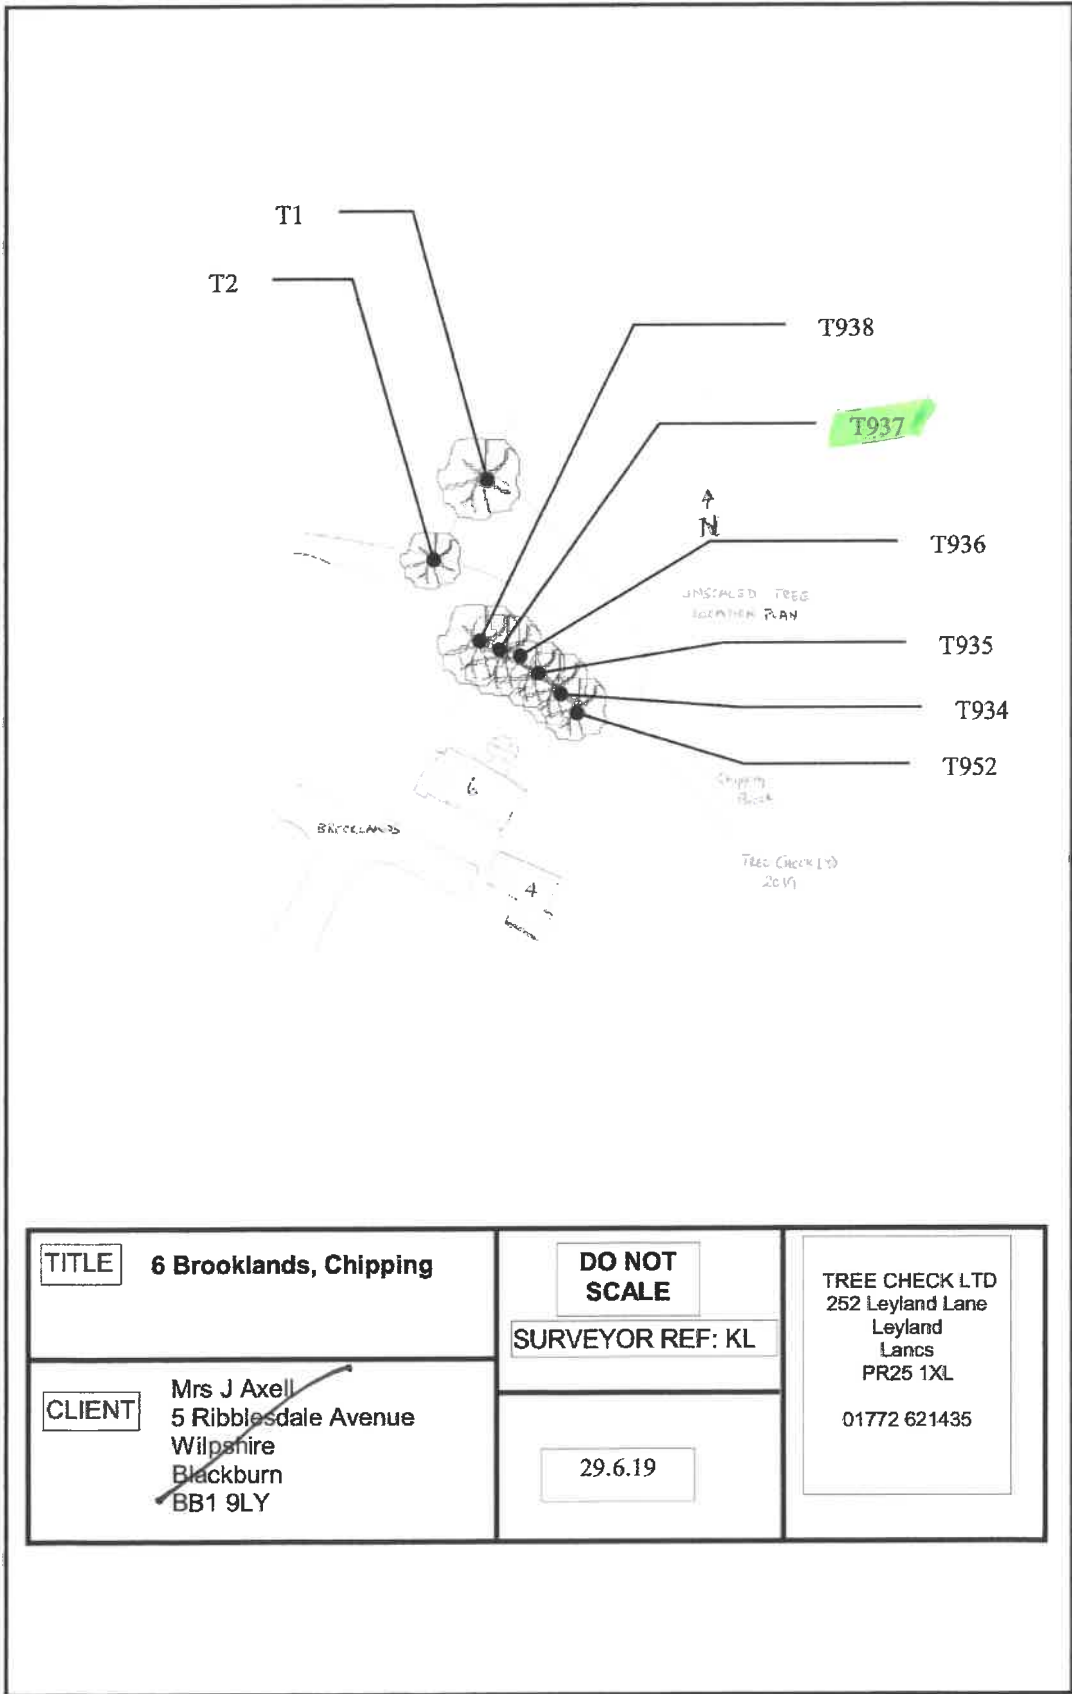 T1
T2
T938
T937
N
T936
UNSCALED TREE
LOCATION PLAN
T935
T934
T952
6
Chipping
Brook
BROOKLANDS
TREE CHECK LTD
2019
4
TITLE
6 Brooklands, Chipping
DO NOT
SCALE
SURVEYOR REF: KL
TREE CHECK LTD
252 Leyland Lane
Leyland
Lancs
PR25 1XL
01772 621435
CLIENT
Mrs J Axell
5 Ribblesdale Avenue
Wilpshire
Blackburn
BB1 9LY
29.6.19